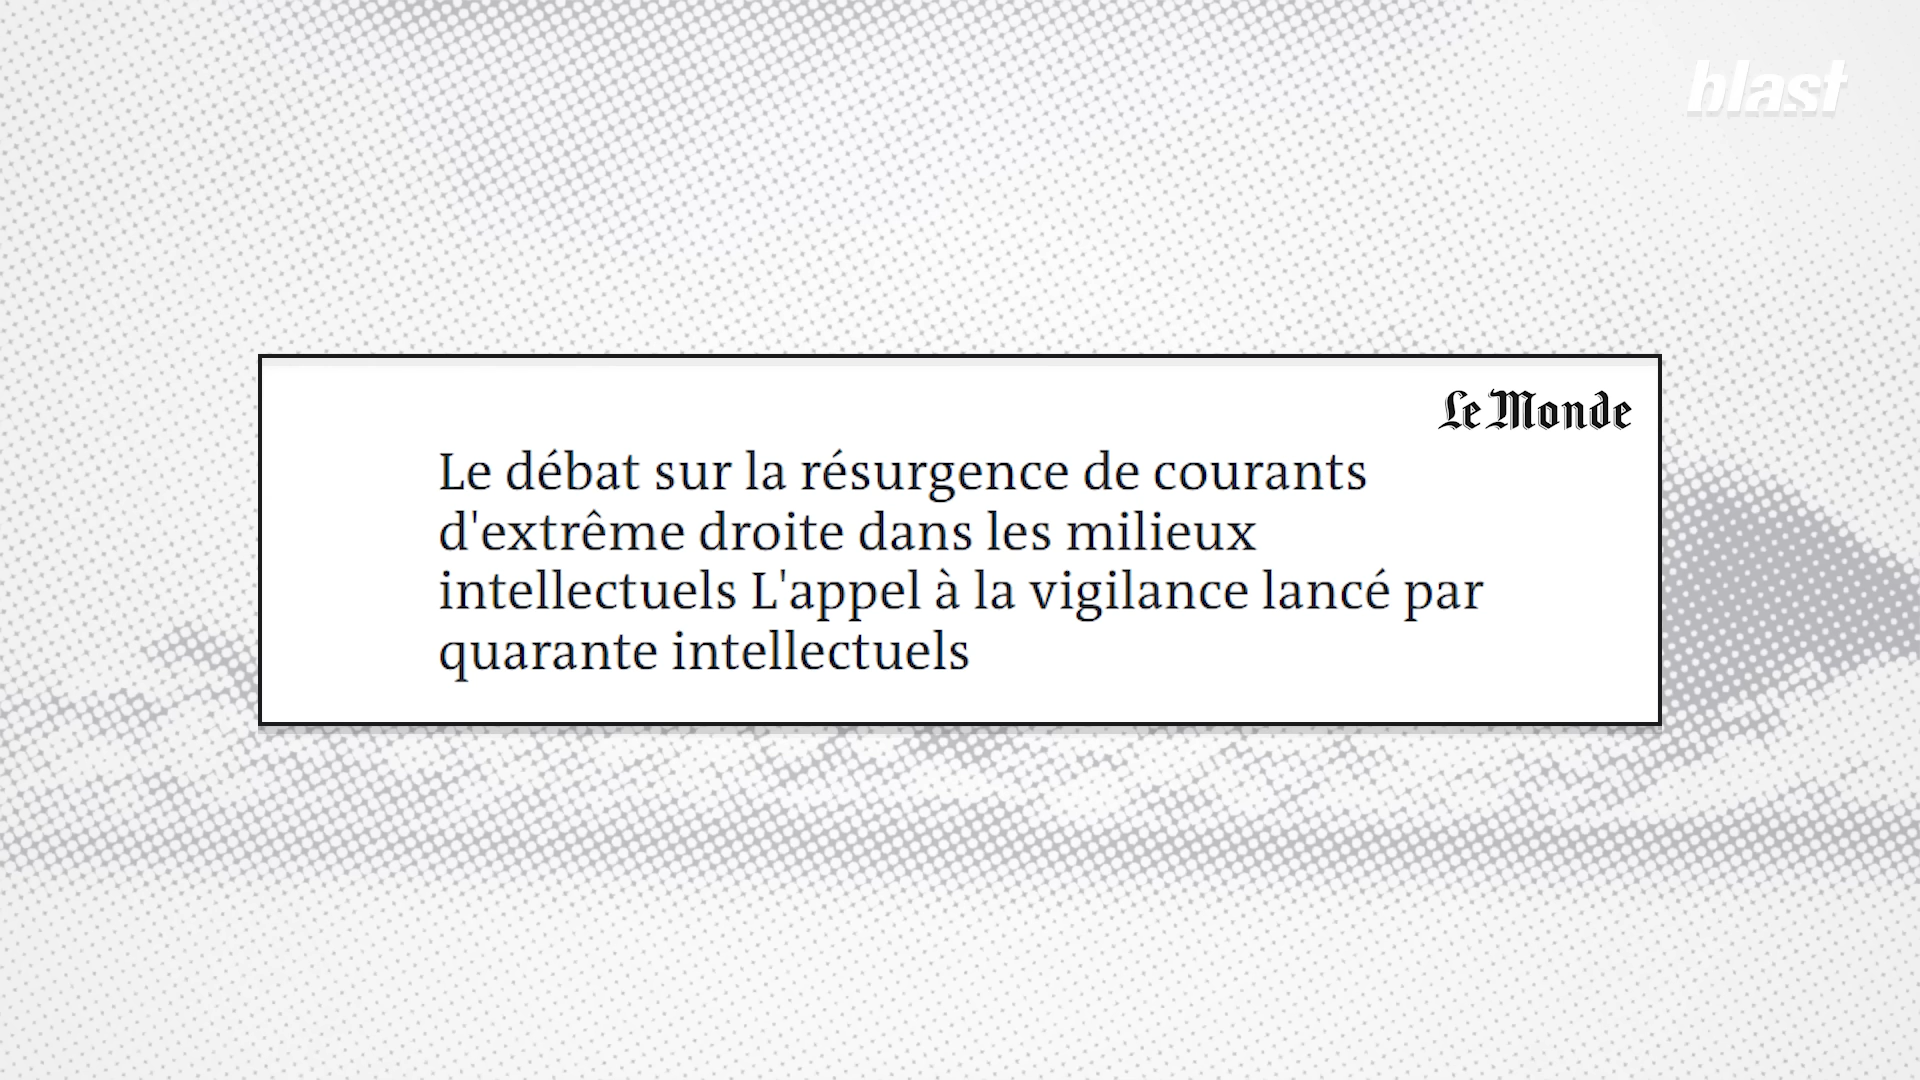 blast
Le Monde
Le débat sur la résurgence de courants
d'extrême droite dans les milieux
intellectuels L'appel à la vigilance lancé par
quarante intellectuels